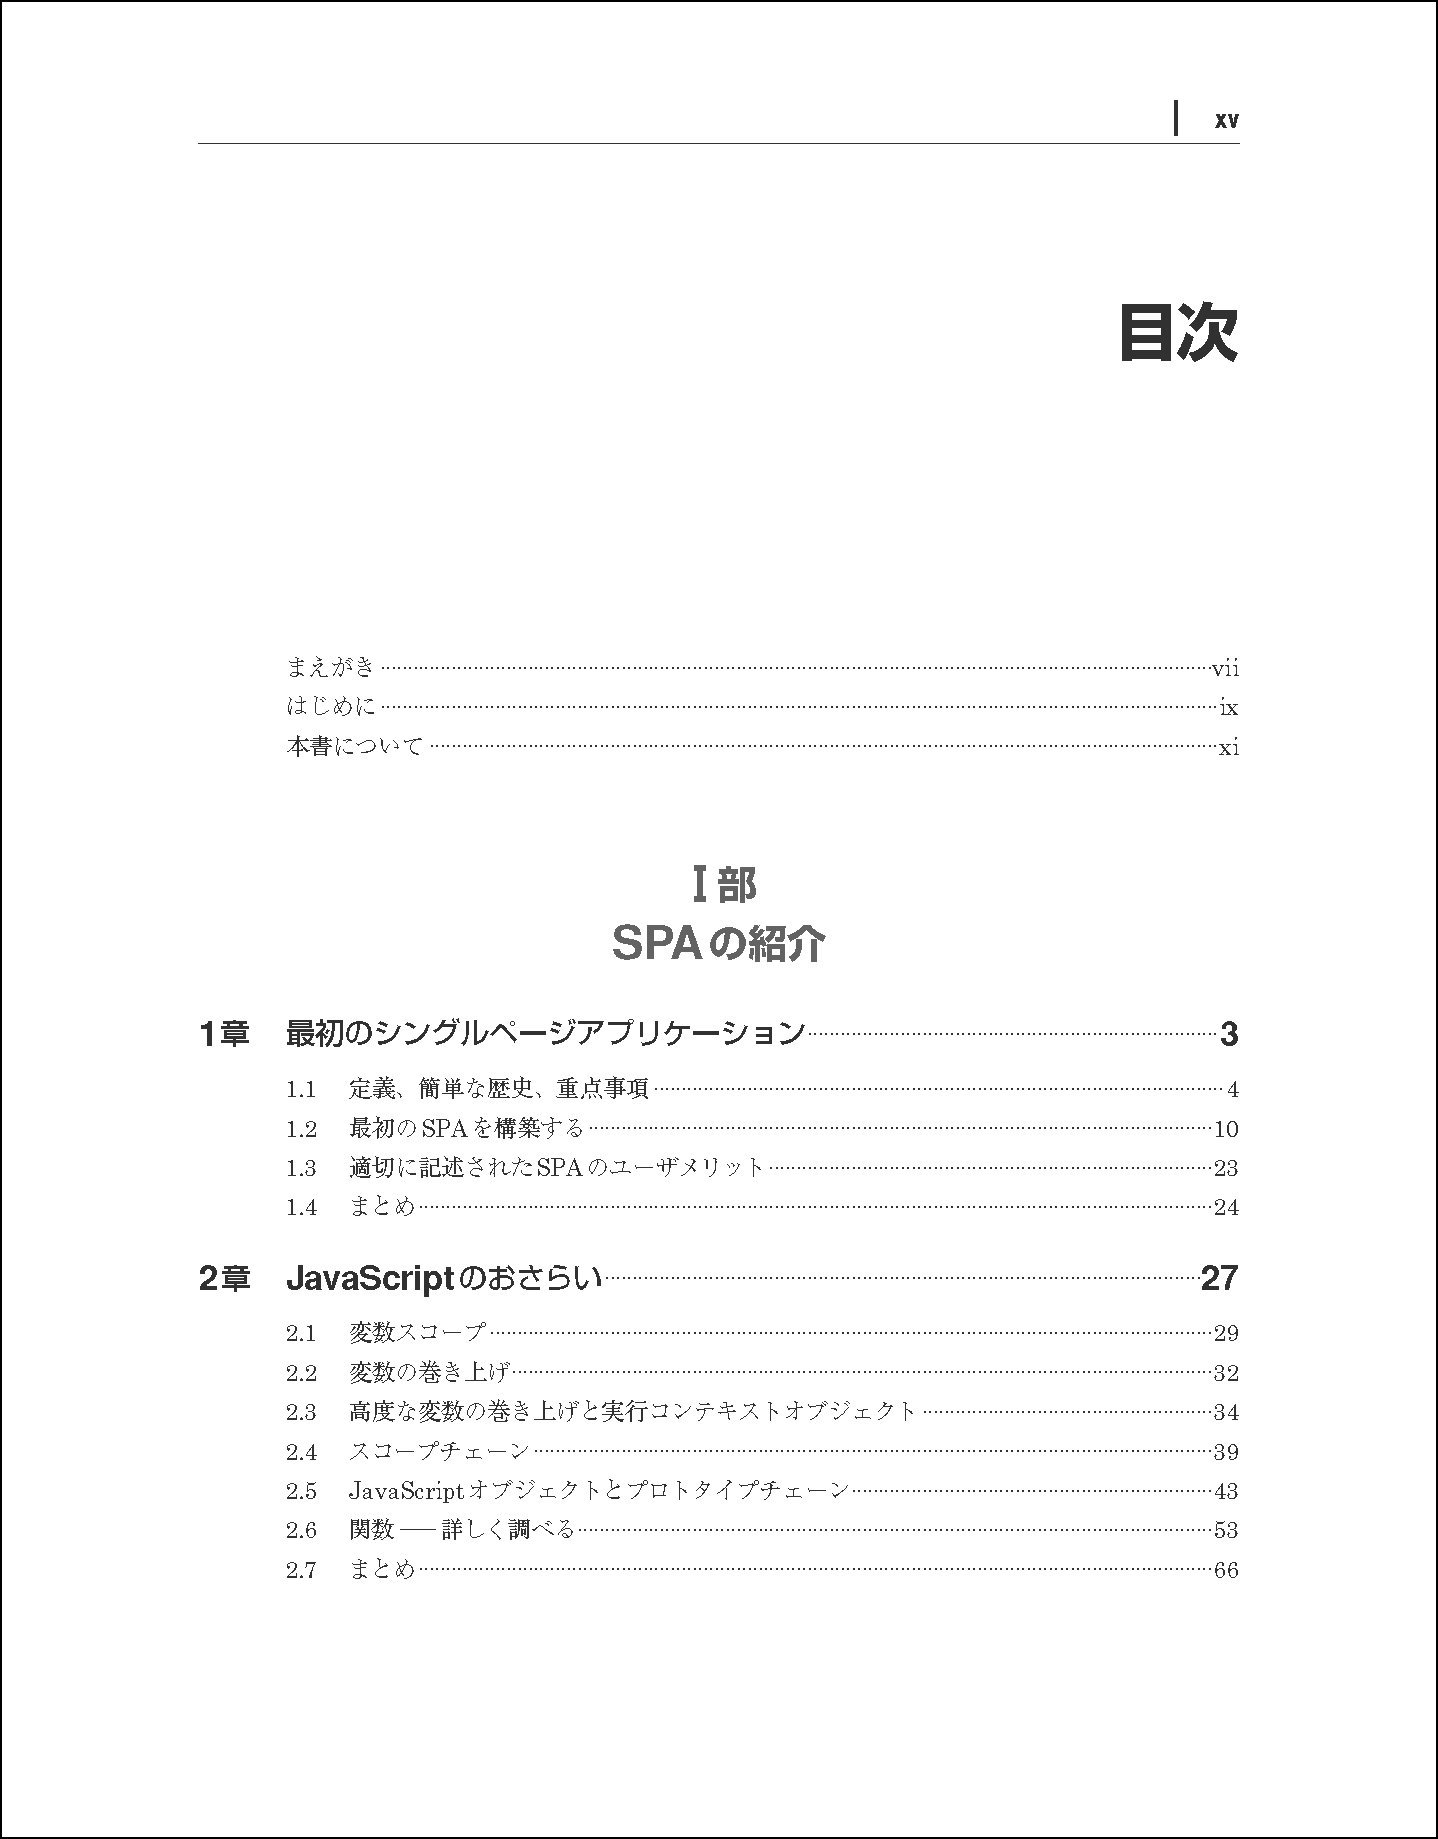 xv
目次
まえがき vii
はじめに ix
本書について xi
I部
SPAの紹介
1章 最初のシングルページアプリケーション 3
1.1 定義、簡単な歴史、重点事項 4
1.2 最初のSPAを構築する 10
1.3 適切に記述されたSPAのユーザメリット 23
1.4 まとめ 24
2章 JavaScriptのおさらい 27
2.1 変数スコープ 29
2.2 変数の巻き上げ 32
2.3 高度な変数の巻き上げと実行コンテキストオブジェクト 34
2.4 スコープチェーン 39
2.5 JavaScriptオブジェクトとプロトタイプチェーン 43
2.6 関数 ── 詳しく調べる 53
2.7 まとめ 66